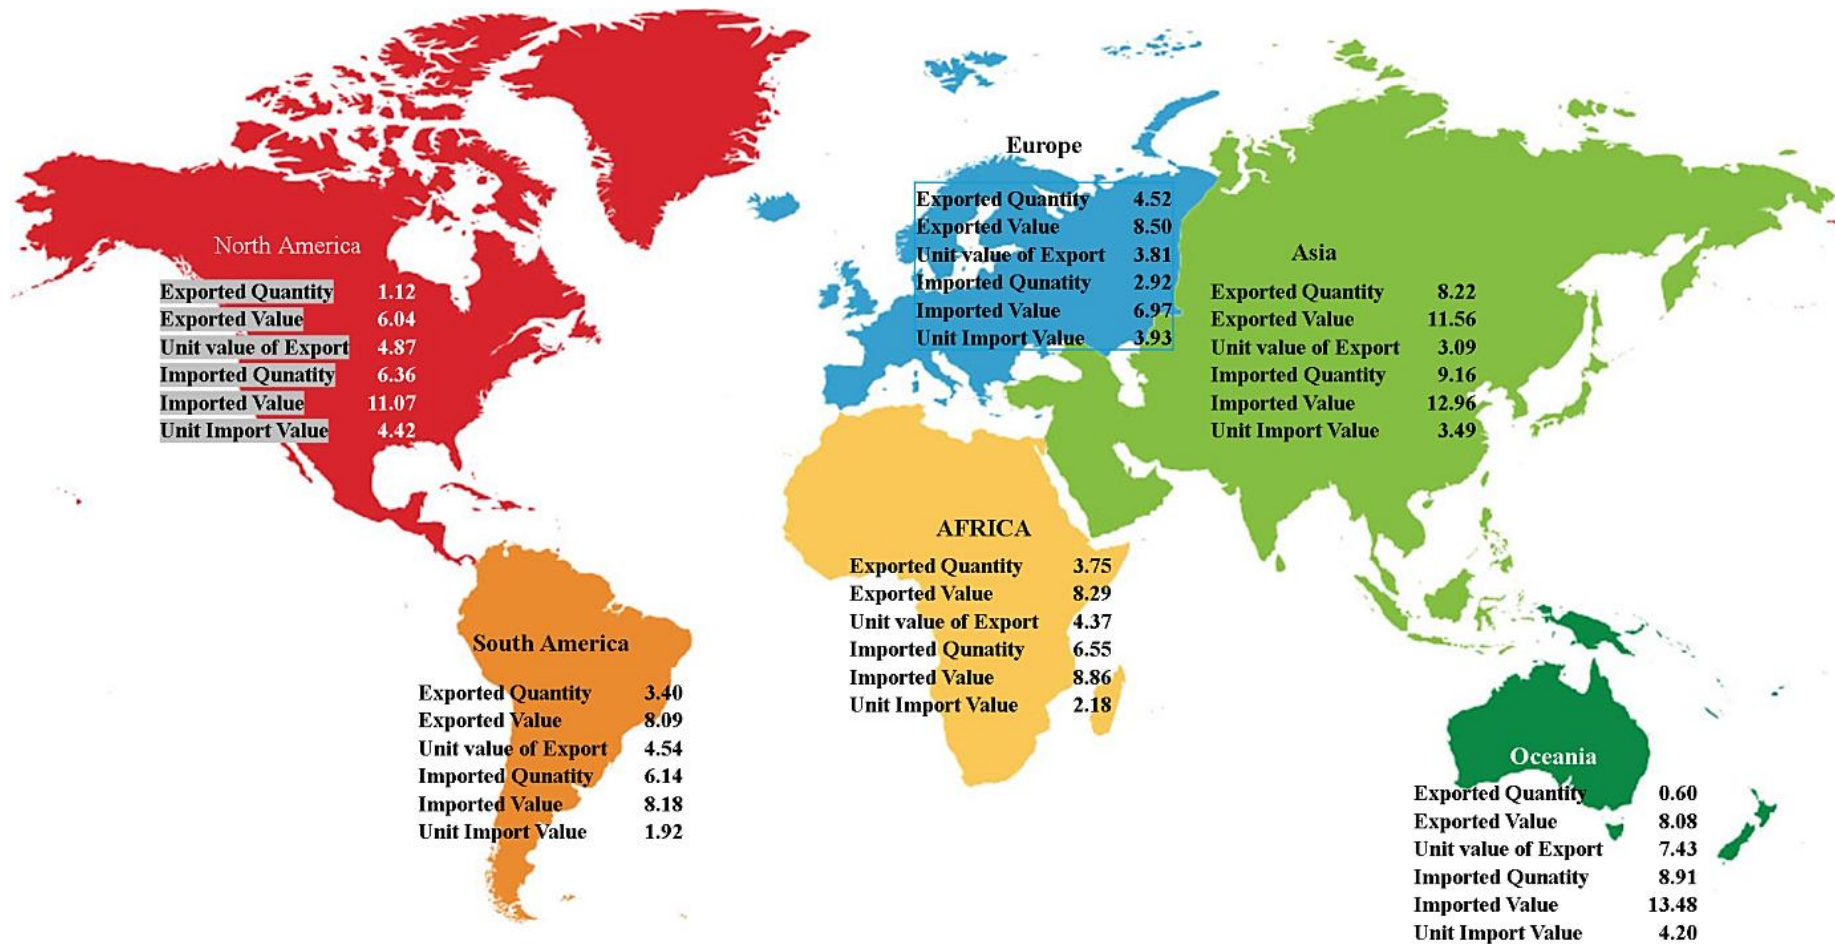 North America
Exported Quantity 1.12
Exported Value 6.04
Unit value of Export 4.87
Imported Qunatity 6.36
Imported Value 11.07
Unit Import Value 4.42
Europe
Exported Quantity 4.52
Exported Value 8.50
Unit value of Export 3.81
Imported Qunatity 2.92
Imported Value 6.97
Unit Import Value 3.93
Asia
Exported Quantity 8.22
Exported Value 11.56
Unit value of Export 3.09
Imported Quantity 9.16
Imported Value 12.96
Unit Import Value 3.49
AFRICA
Exported Quantity 3.75
Exported Value 8.29
Unit value of Export 4.37
Imported Qunatity 6.55
Imported Value 8.86
Unit Import Value 2.18
South America
Exported Quantity 3.40
Exported Value 8.09
Unit value of Export 4.54
Imported Qunatity 6.14
Imported Value 8.18
Unit Import Value 1.92
Oceania
Exported Quantity 0.60
Exported Value 8.08
Unit value of Export 7.43
Imported Qunatity 8.91
Imported Value 13.48
Unit Import Value 4.20